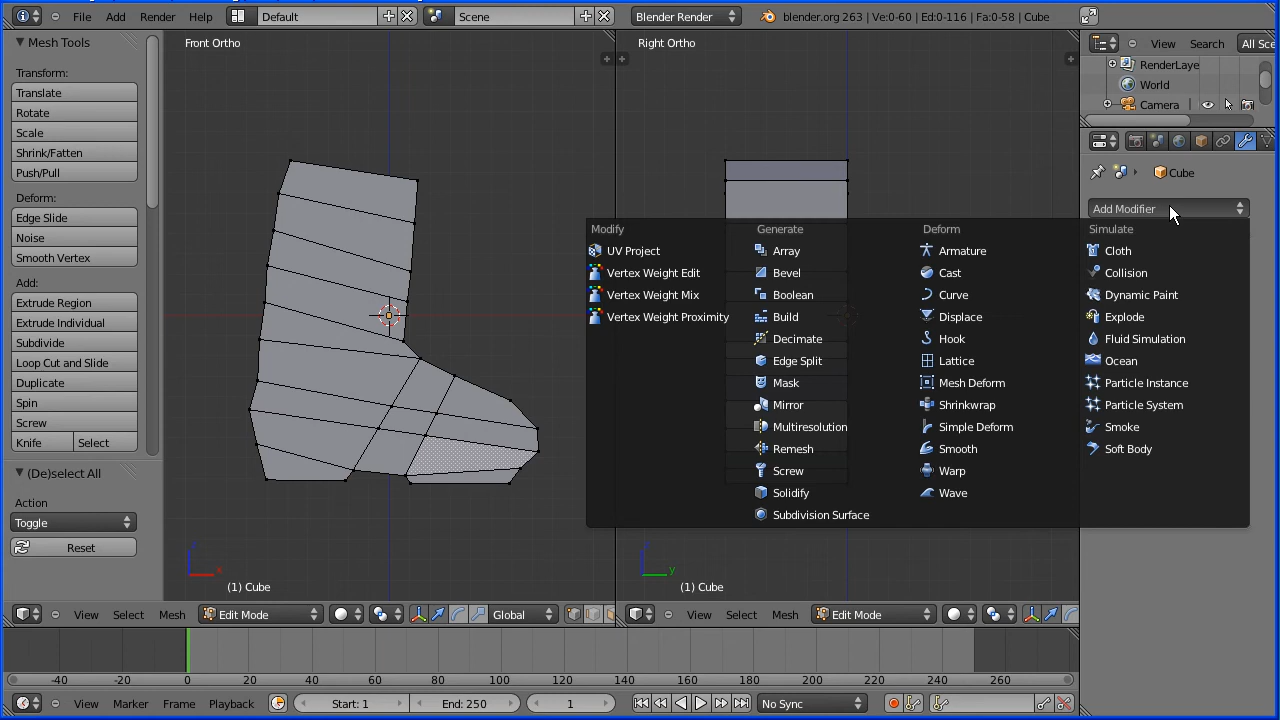 File Add Render Window Help Default Scene Blender Render blender.org 263 | Ve:0-60 | Ed:0-116 | Fa:0-58 | Cube
Mesh Tools
Transform:
Translate
Rotate
Scale
Shrink/Fatten
Push/Pull
Deform:
Edge Slide
Noise
Smooth Vertex
Add:
Extrude Region
Extrude Individual
Subdivide
Loop Cut and Slide
Duplicate
Spin
Screw
Knife Select
(De)select All
Action
Toggle
Reset
Front Ortho
z
x
(1) Cube
View Select Mesh Edit Mode Global
Right Ortho
y
(1) Cube
View Select Mesh Edit Mode
Modify
UV Project
Vertex Weight Edit
Vertex Weight Mix
Vertex Weight Proximity
Generate
Array
Bevel
Boolean
Build
Decimate
Edge Split
Mask
Mirror
Multiresolution
Remesh
Screw
Solidify
Subdivision Surface
Deform
Armature
Cast
Curve
Displace
Hook
Lattice
Mesh Deform
Shrinkwrap
Simple Deform
Smooth
Warp
Wave
Simulate
Cloth
Collision
Dynamic Paint
Explode
Fluid Simulation
Ocean
Particle Instance
Particle System
Smoke
Soft Body
View Search All Sce
RenderLaye
World
Camera
Cube
Add Modifier
-40 -20 0 20 40 60 80 100 120 140 160 180 200 220 240 260
View Marker Frame Playback Start: 1 End: 250 1 No Sync